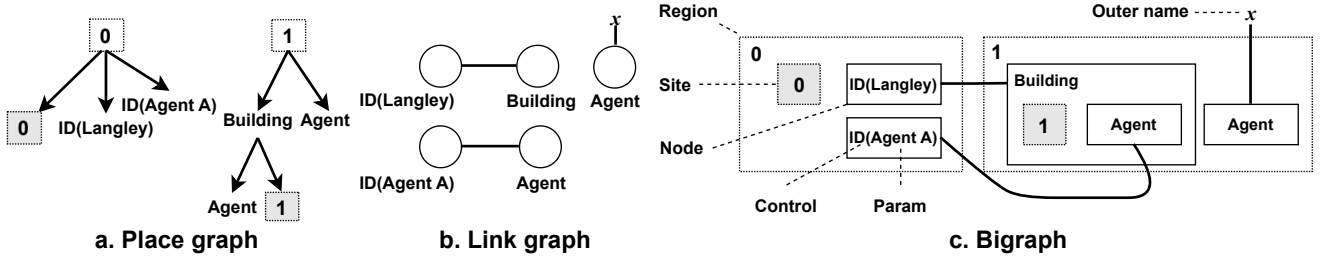 0
0
ID(Langley)
ID(Agent A)
1
Building
Agent
Agent
1
a. Place graph
x
ID(Langley)
Building
Agent
ID(Agent A)
Agent
b. Link graph
Region
Outer name
x
0
1
Site
0
ID(Langley)
Building
1
Agent
Agent
Node
ID(Agent A)
Control
Param
c. Bigraph